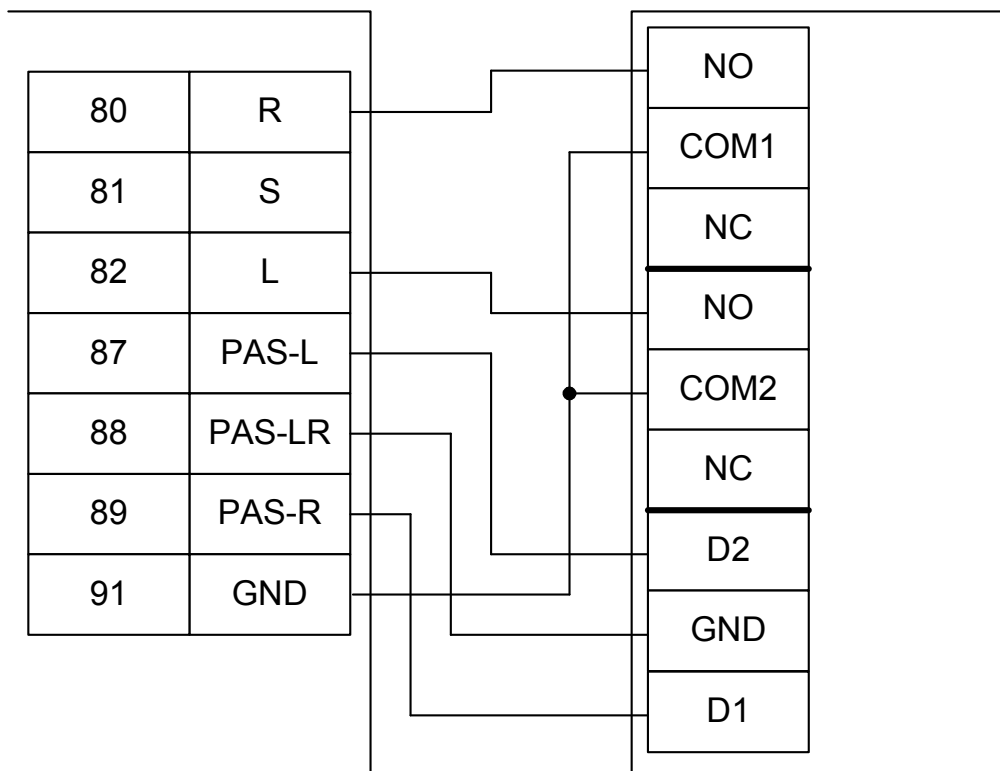 80 R
81 S
82 L
87 PAS-L
88 PAS-LR
89 PAS-R
91 GND
NO
COM1
NC
NO
COM2
NC
D2
GND
D1